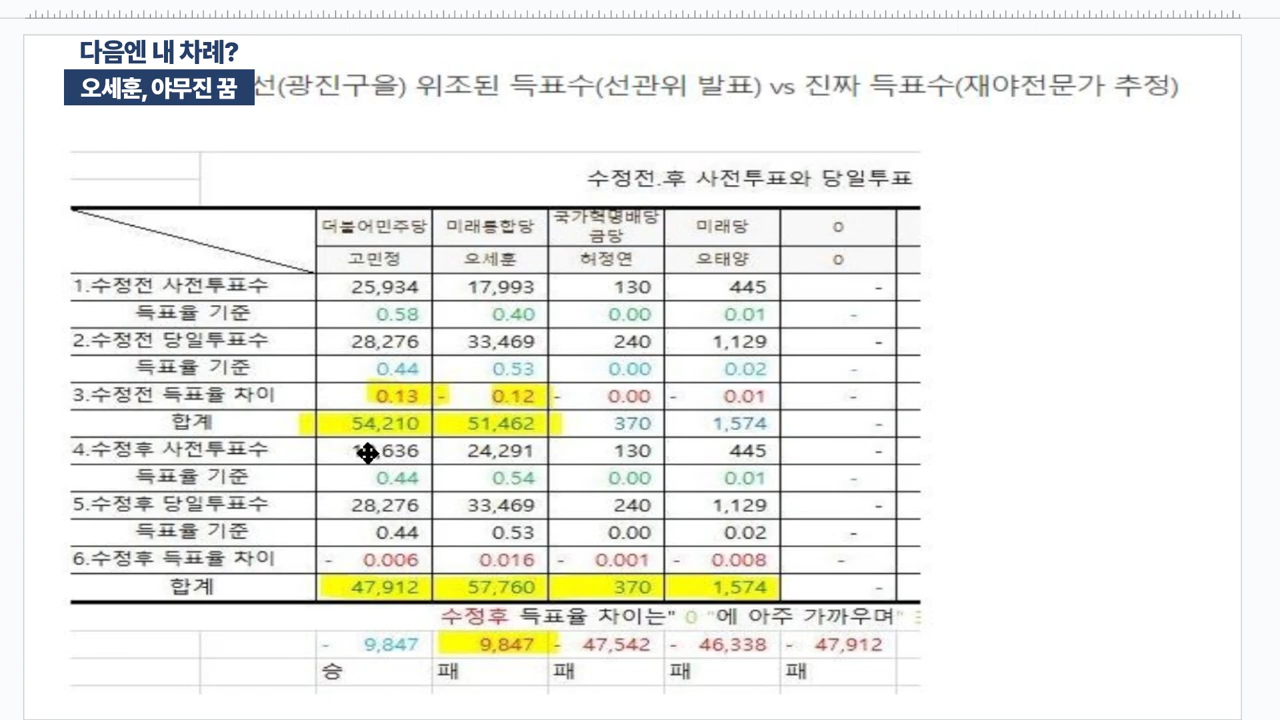 다음엔 내 차례?
오세훈, 야무진 꿈
선(광진구을) 위조된 득표수(선관위 발표) vs 진짜 득표수(재야전문가 추정)
수정전.후 사전투표와 당일투표
더불어민주당 미래통합당 국가혁명배당금당 미래당 0
고민정 오세훈 허정연 오태양 0
1.수정전 사전투표수 25,934 17,993 130 445 -
득표율 기준 0.58 0.40 0.00 0.01 -
2.수정전 당일투표수 28,276 33,469 240 1,129 -
득표율 기준 0.44 0.53 0.00 0.02 -
3.수정전 득표율 차이 0.13 - 0.12 - 0.00 - 0.01 -
합계 54,210 51,462 370 1,574 -
4.수정후 사전투표수 636 24,291 130 445 -
득표율 기준 0.44 0.54 0.00 0.01 -
5.수정후 당일투표수 28,276 33,469 240 1,129 -
득표율 기준 0.44 0.53 0.00 0.02 -
6.수정후 득표율 차이 - 0.006 0.016 - 0.001 - 0.008 -
합계 47,912 57,760 370 1,574 -
수정후 득표율 차이는" 0 "에 아주 가까우며"
- 9,847 9,847 - 47,542 - 46,338 - 47,912
승 패 패 패 패